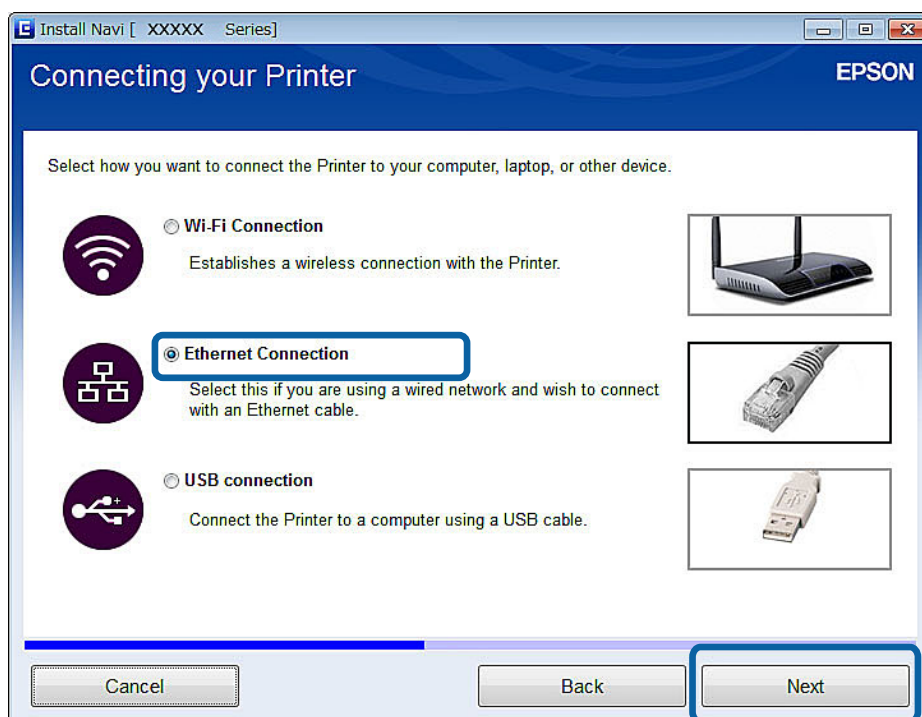 Install Navi [ XXXXX Series]
Connecting your Printer
EPSON
Select how you want to connect the Printer to your computer, laptop, or other device.
Wi-Fi Connection
Establishes a wireless connection with the Printer.
Ethernet Connection
Select this if you are using a wired network and wish to connect
with an Ethernet cable.
USB connection
Connect the Printer to a computer using a USB cable.
Cancel
Back
Next